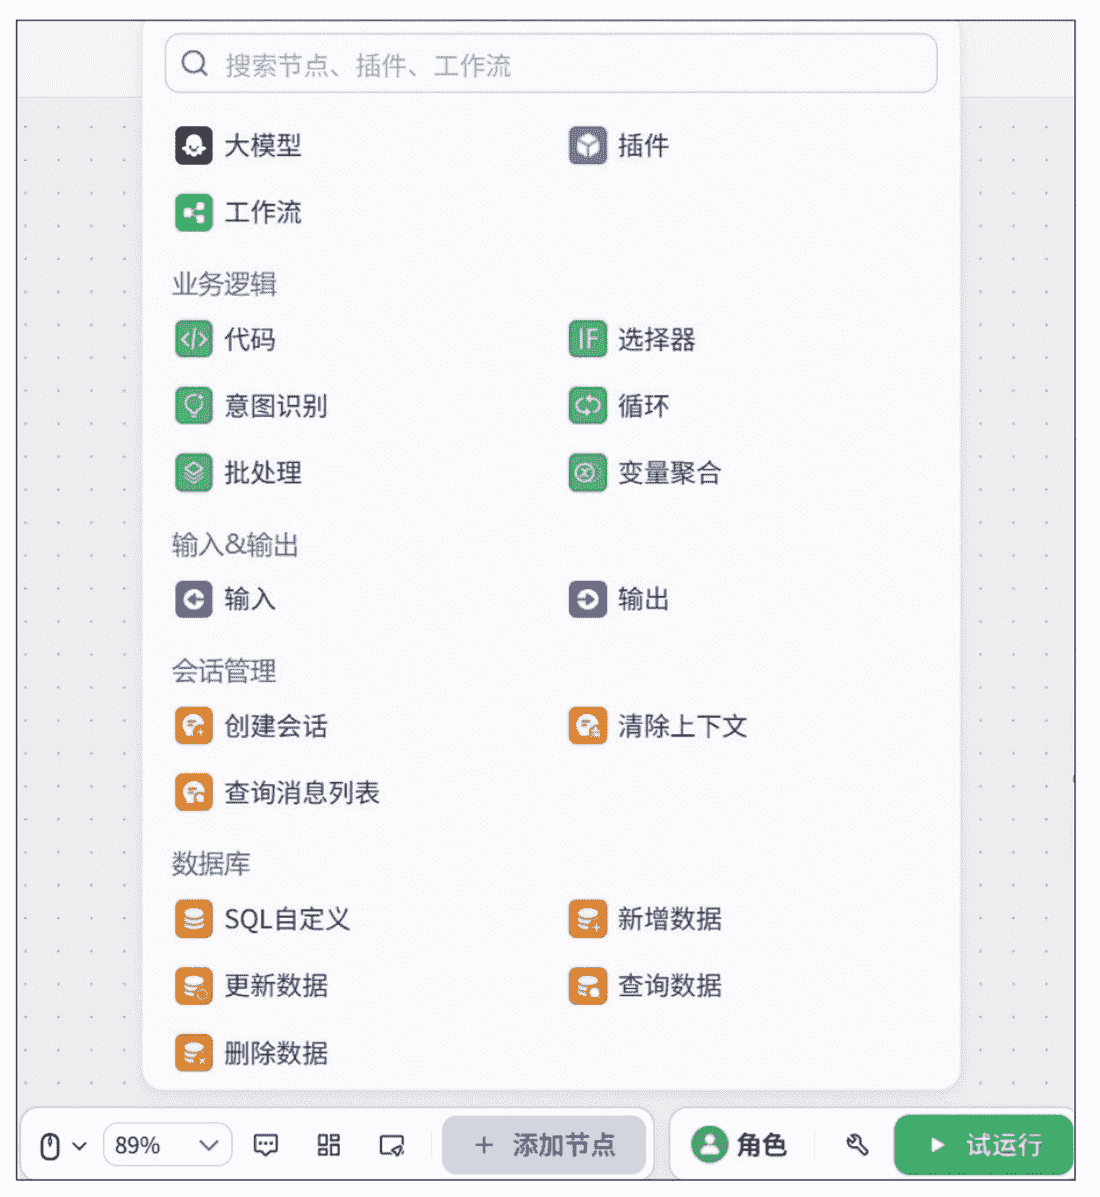 搜索节点、插件、工作流
大模型 插件
工作流
业务逻辑
代码 选择器
意图识别 循环
批处理 变量聚合
输入&输出
输入 输出
会话管理
创建会话 清除上下文
查询消息列表
数据库
SQL自定义 新增数据
更新数据 查询数据
删除数据
89% + 添加节点 角色 试运行